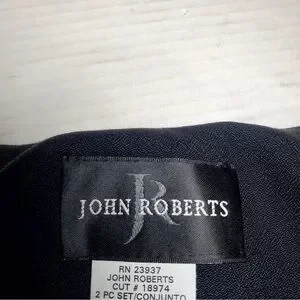 JR
JOHN ROBERTS
RN 23937
JOHN ROBERTS
CUT # 18974
2 PC SET/CONJUNTO